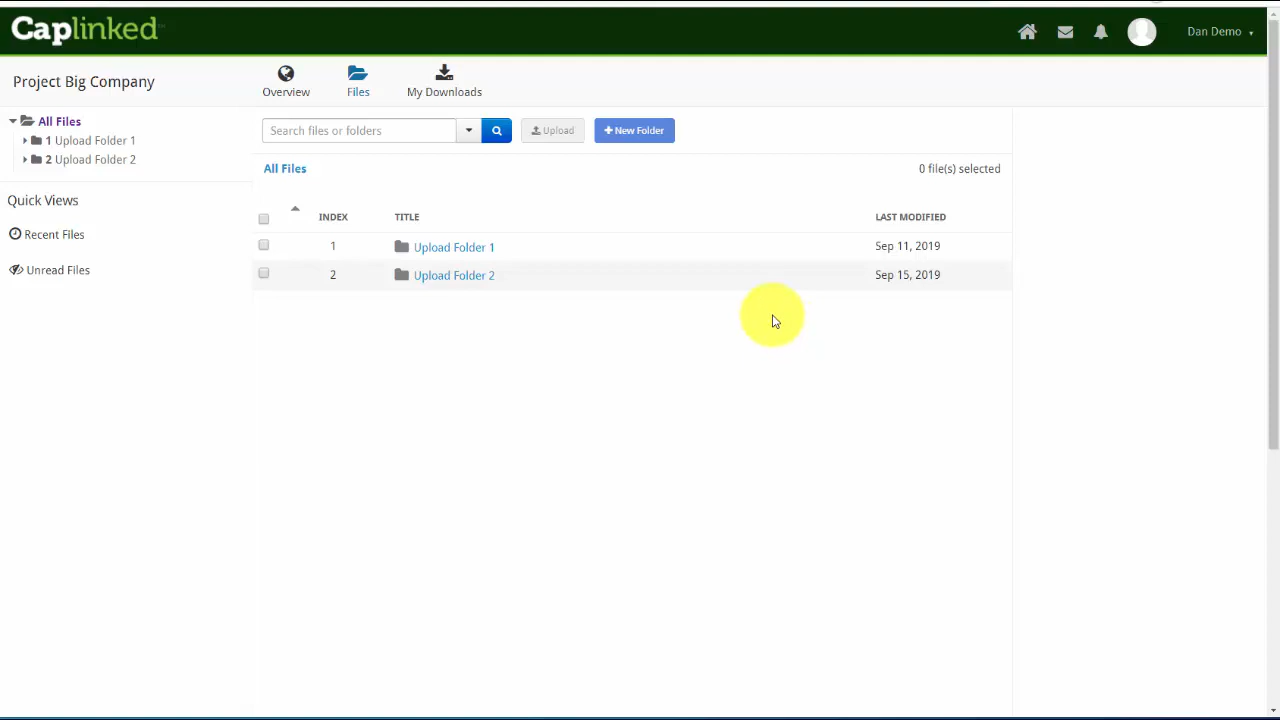 Caplinked
Dan Demo
Project Big Company
Overview
Files
My Downloads
All Files
1 Upload Folder 1
2 Upload Folder 2
Quick Views
Recent Files
Unread Files
Search files or folders
Upload
New Folder
All Files
0 file(s) selected
INDEX TITLE LAST MODIFIED
1 Upload Folder 1 Sep 11, 2019
2 Upload Folder 2 Sep 15, 2019